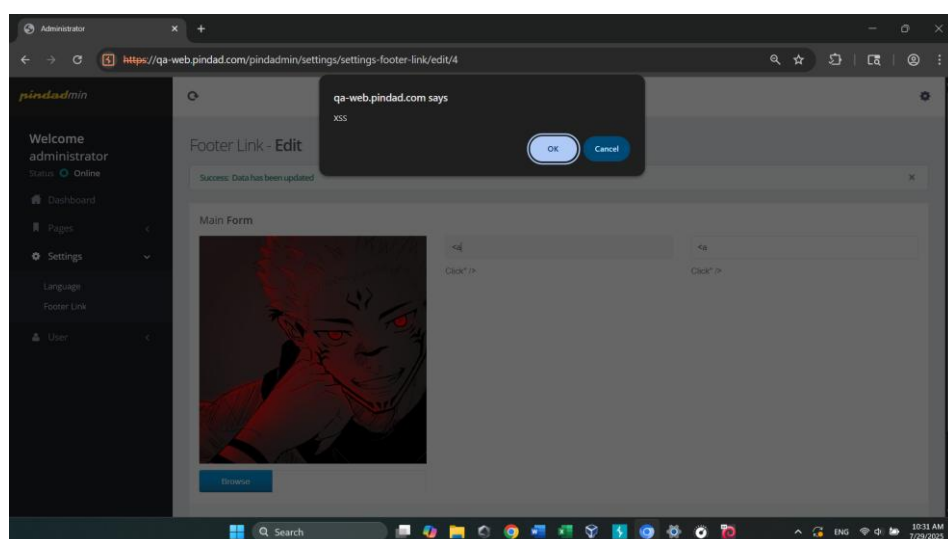 Administrator
https://qa-web.pindad.com/pindadmin/settings/settings-footer-link/edit/4
pindadmin
qa-web.pindad.com says
xss
OK
Cancel
Welcome
administrator
Status Online
Dashboard
Pages
Settings
Language
Footer Link
User
Footer Link - Edit
Success: Data has been updated
Main Form
<a
Click" />
<a
Click" />
Browse
Search
ENG
10:31 AM
7/29/2025